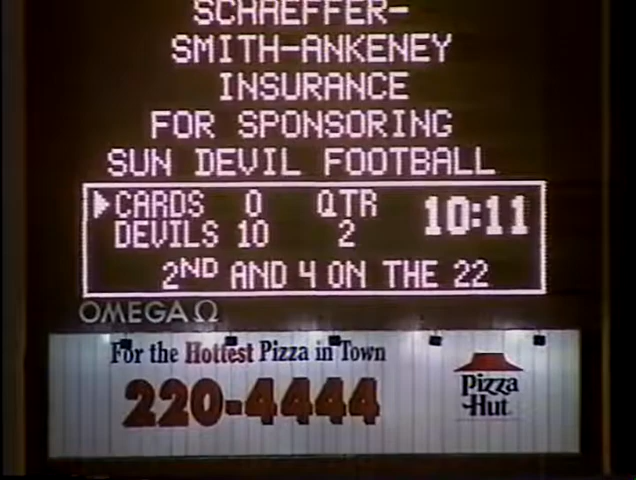 SCHAEFFER-
SMITH-ANKENEY
INSURANCE
FOR SPONSORING
SUN DEVIL FOOTBALL
CARDS 0 QTR 10:11
DEVILS 10 2
2ND AND 4 ON THE 22
OMEGA Ω
For the Hottest Pizza in Town
220-4444
Pizza
Hut